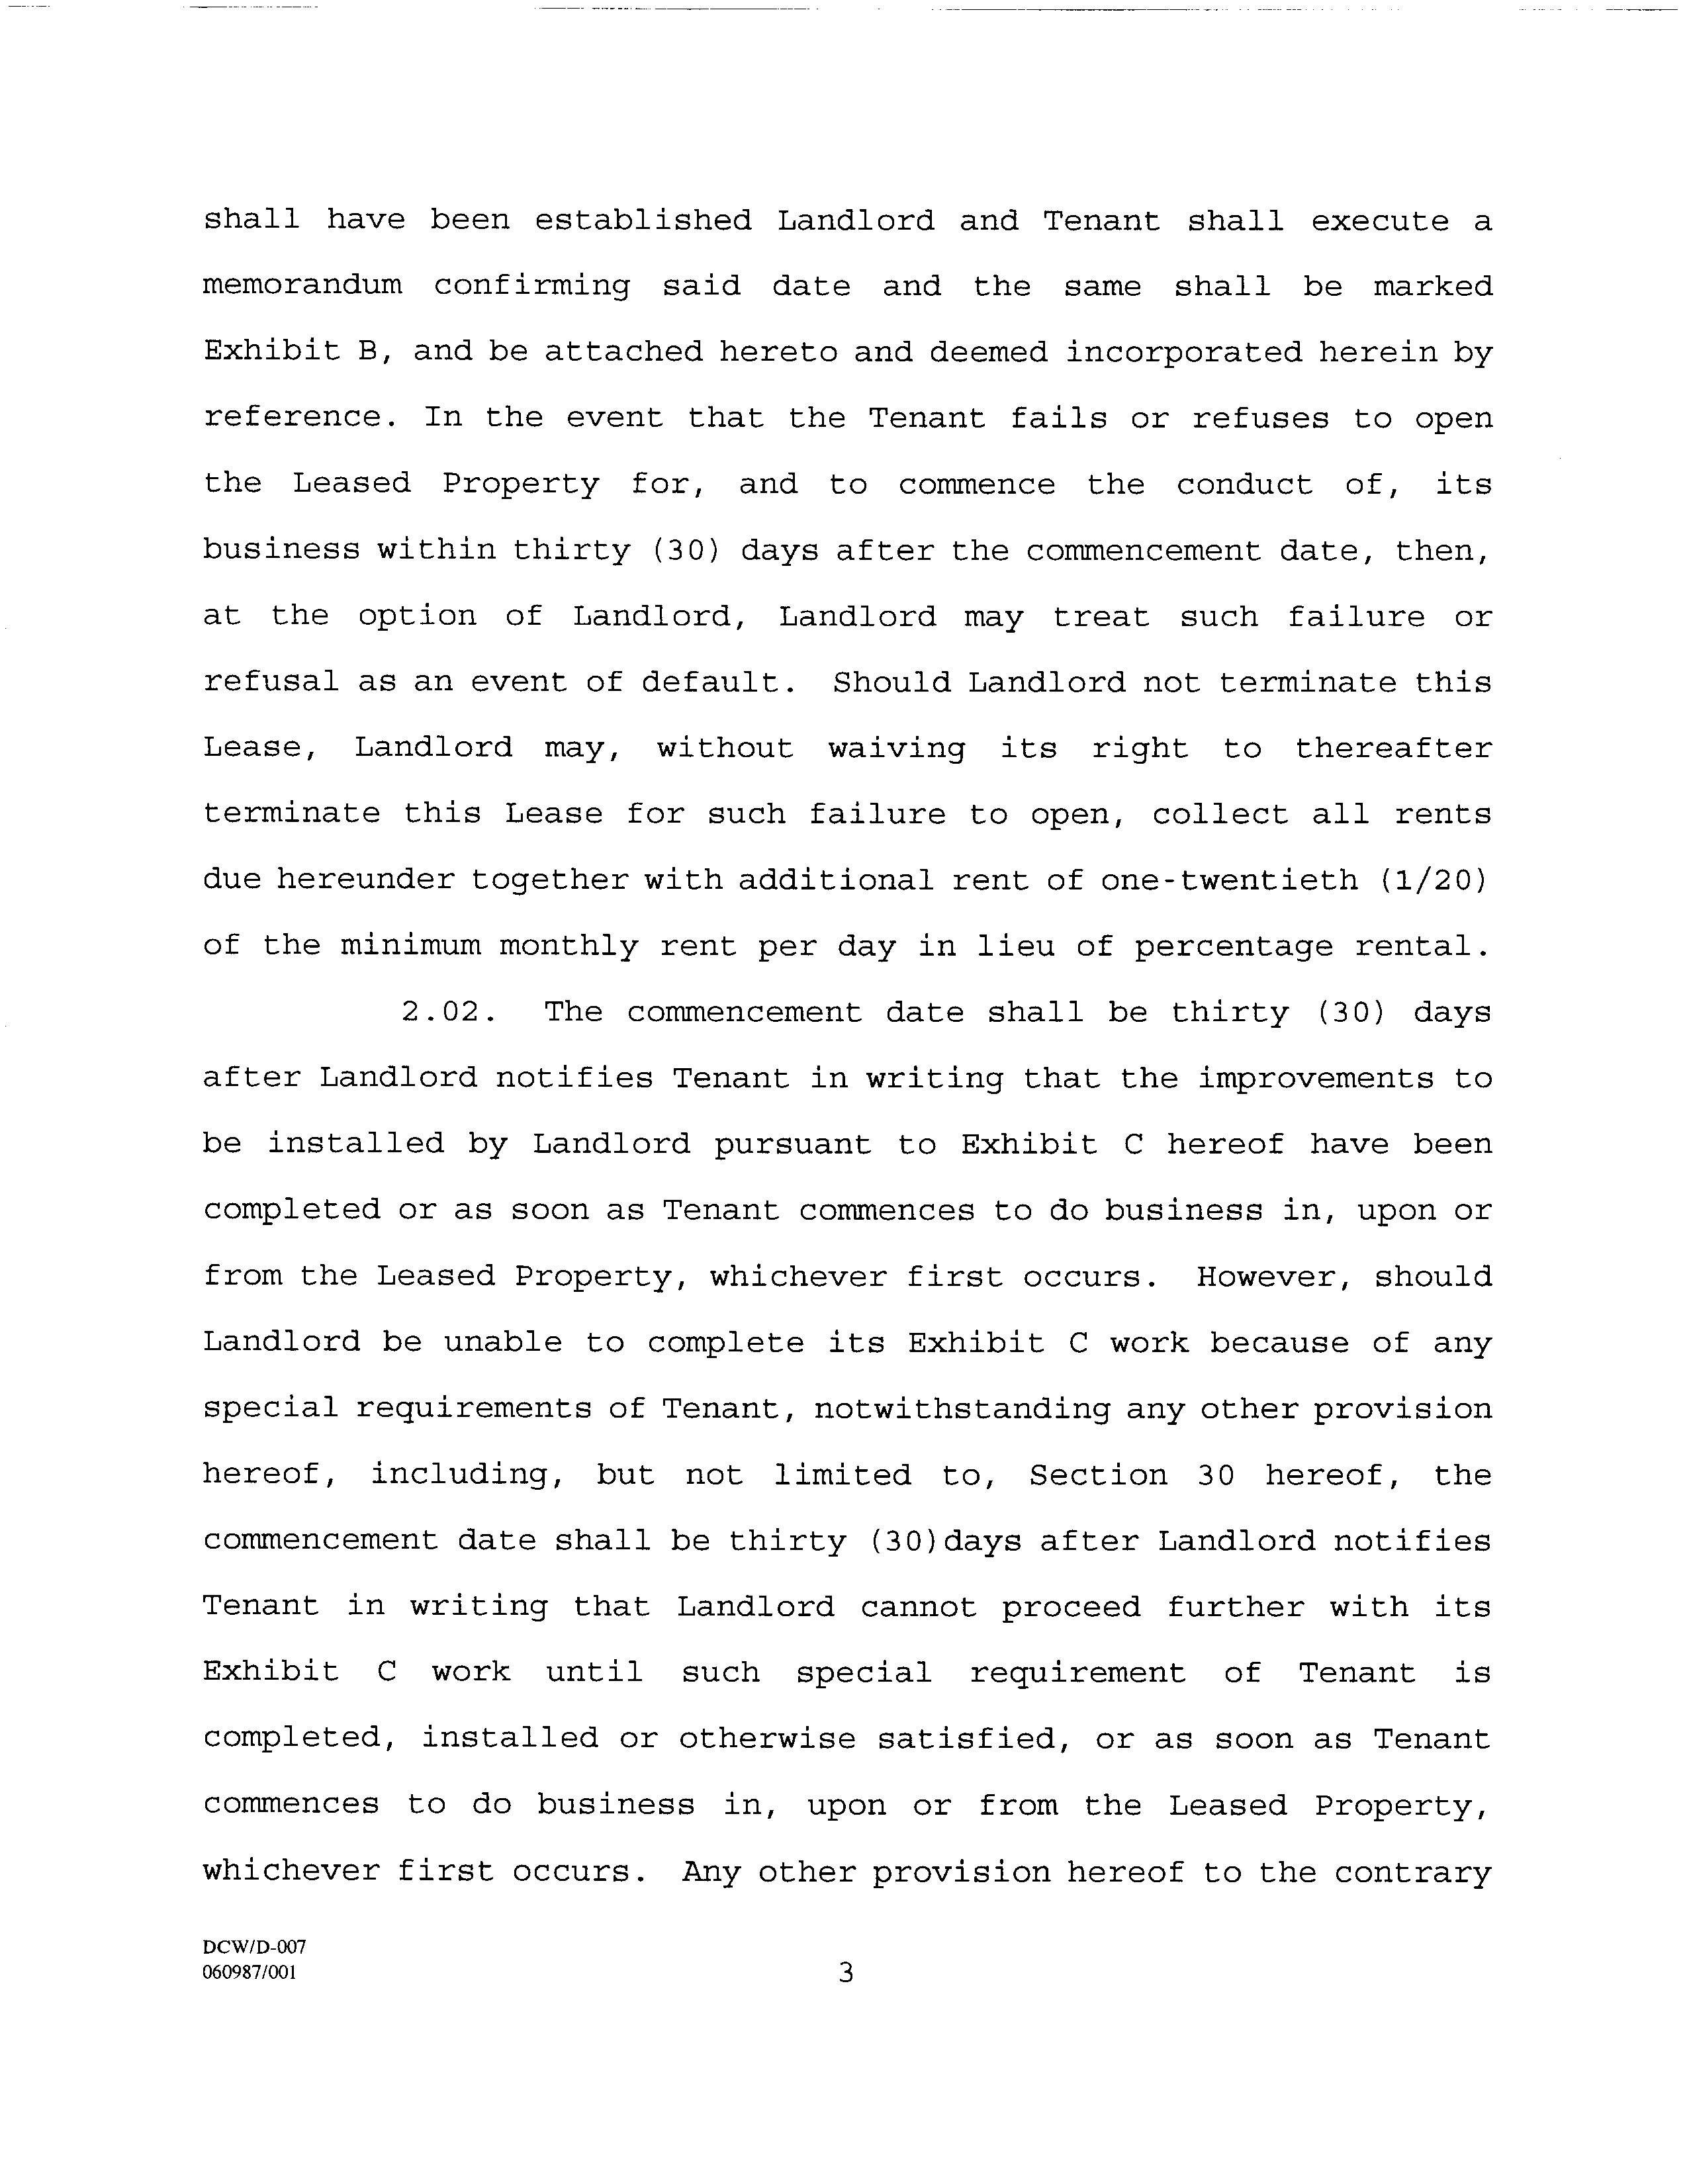 shall have been established Landlord and Tenant shall execute a
memorandum confirming said date and the same shall be marked
Exhibit B, and be attached hereto and deemed incorporated herein by
reference. In the event that the Tenant fails or refuses to open
the Leased Property for, and to commence the conduct of, its
business within thirty (30) days after the commencement date, then,
at the option of Landlord, Landlord may treat such failure or
refusal as an event of default. Should Landlord not terminate this
Lease, Landlord may, without waiving its right to thereafter
terminate this Lease for such failure to open, collect all rents
due hereunder together with additional rent of one-twentieth (1/20)
of the minimum monthly rent per day in lieu of percentage rental.
2.02. The commencement date shall be thirty (30) days
after Landlord notifies Tenant in writing that the improvements to
be installed by Landlord pursuant to Exhibit C hereof have been
completed or as soon as Tenant commences to do business in, upon or
from the Leased Property, whichever first occurs. However, should
Landlord be unable to complete its Exhibit C work because of any
special requirements of Tenant, notwithstanding any other provision
hereof, including, but not limited to, Section 30 hereof, the
commencement date shall be thirty (30)days after Landlord notifies
Tenant in writing that Landlord cannot proceed further with its
Exhibit C work until such special requirement of Tenant is
completed, installed or otherwise satisfied, or as soon as Tenant
commences to do business in, upon or from the Leased Property,
whichever first occurs. Any other provision hereof to the contrary
DCW/D-007
060987/001
3